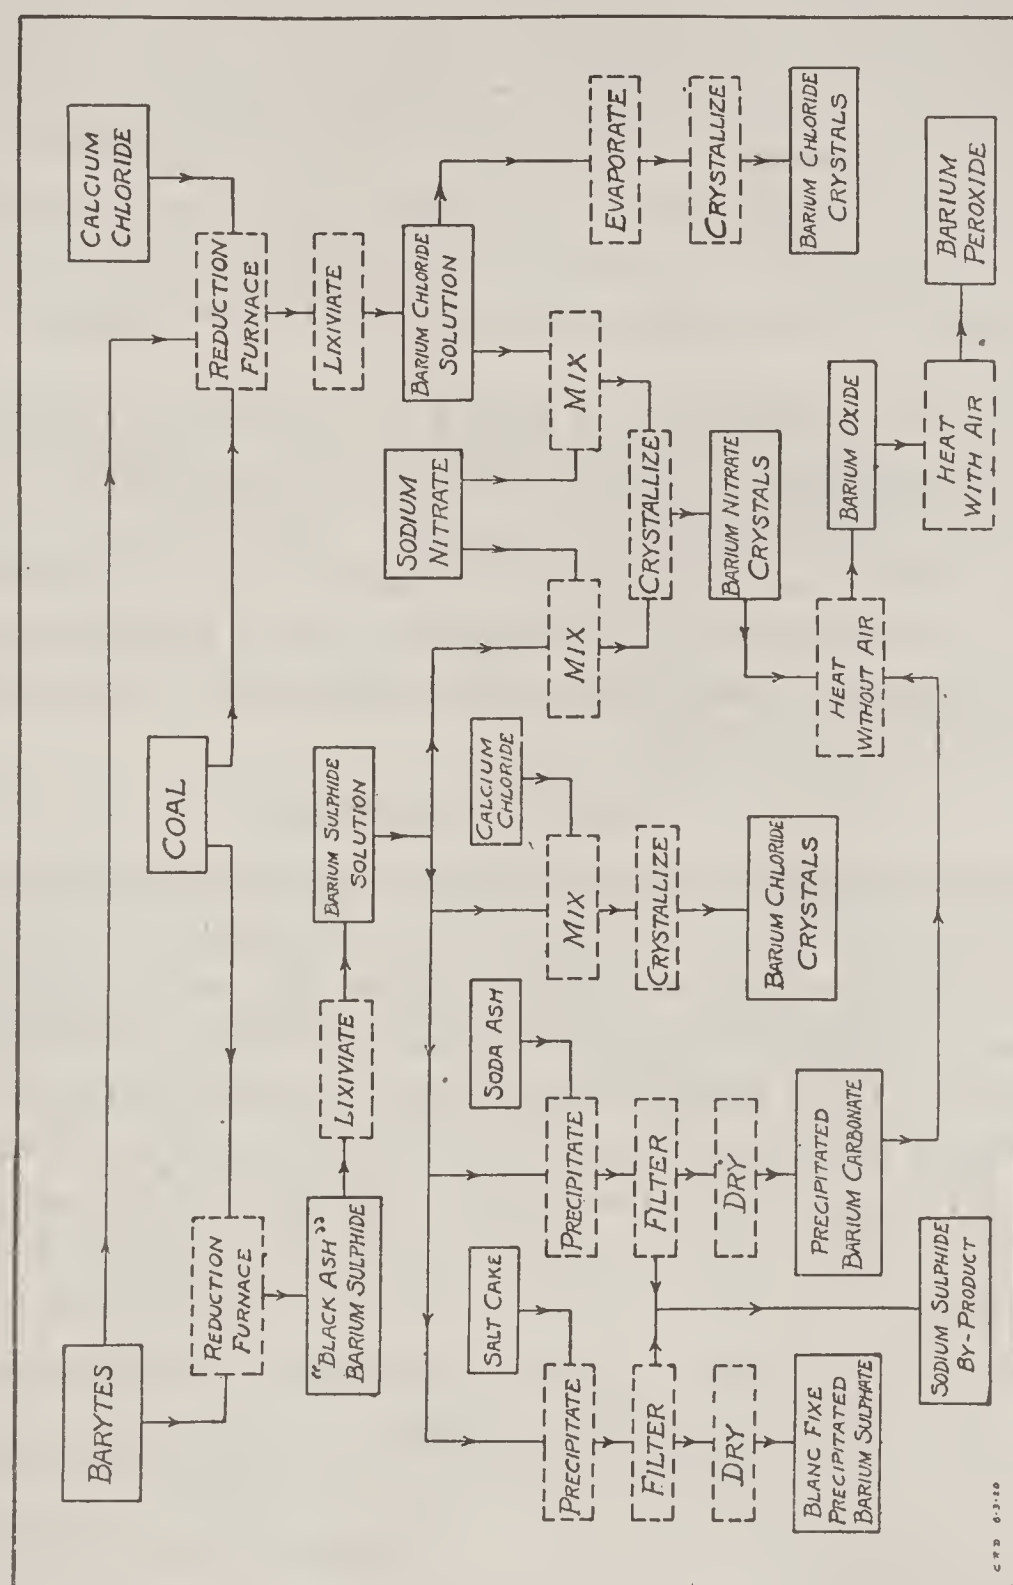 BARYTES
COAL
CALCIUM
CHLORIDE
REDUCTION
FURNACE
REDUCTION
FURNACE
"BLACK ASH"
BARIUM SULPHIDE
LIXIVIATE
BARIUM SULPHIDE
SOLUTION
LIXIVIATE
BARIUM CHLORIDE
SOLUTION
SALT CAKE
SODA ASH
CALCIUM
CHLORIDE
SODIUM
NITRATE
PRECIPITATE
PRECIPITATE
MIX
MIX
MIX
EVAPORATE
FILTER
FILTER
CRYSTALLIZE
CRYSTALLIZE
CRYSTALLIZE
DRY
DRY
BARIUM CHLORIDE
CRYSTALS
BARIUM NITRATE
CRYSTALS
BARIUM CHLORIDE
CRYSTALS
BLANC FIXE
PRECIPITATED
BARIUM SULPHATE
PRECIPITATED
BARIUM CARBONATE
HEAT
WITHOUT AIR
BARIUM OXIDE
SODIUM SULPHIDE
BY-PRODUCT
HEAT
WITH AIR
BARIUM
PEROXIDE
6-3-20